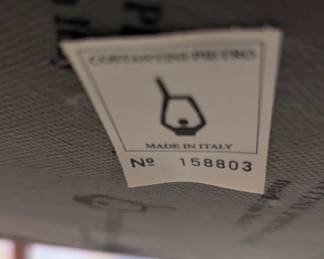 COSTANTINI PIETRO
MADE IN ITALY
Nº 158803